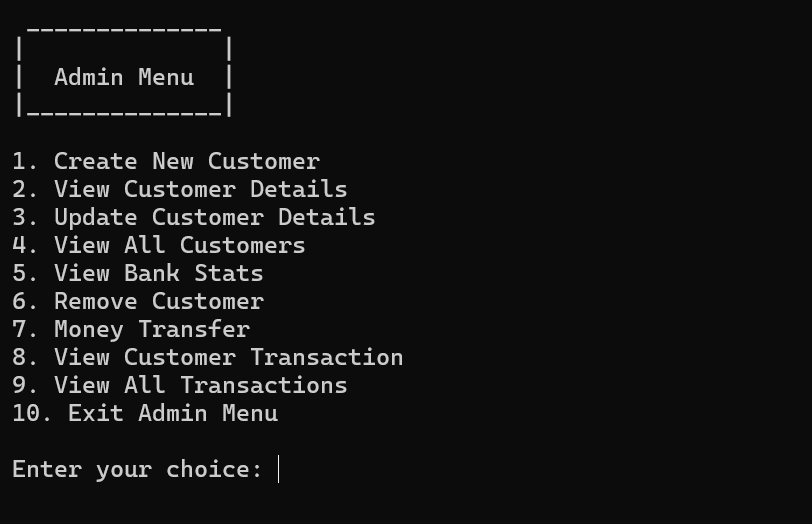 Admin Menu
1. Create New Customer
2. View Customer Details
3. Update Customer Details
4. View All Customers
5. View Bank Stats
6. Remove Customer
7. Money Transfer
8. View Customer Transaction
9. View All Transactions
10. Exit Admin Menu
Enter your choice: